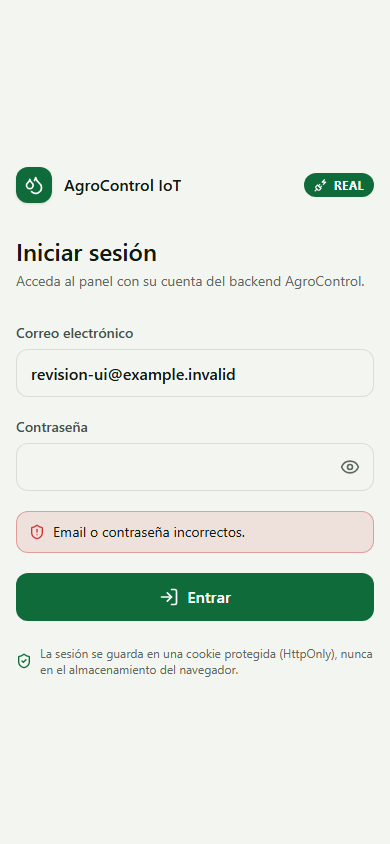 AgroControl IoT
REAL
Iniciar sesión
Acceda al panel con su cuenta del backend AgroControl.
Correo electrónico
revision-ui@example.invalid
Contraseña
Email o contraseña incorrectos.
Entrar
La sesión se guarda en una cookie protegida (HttpOnly), nunca
en el almacenamiento del navegador.